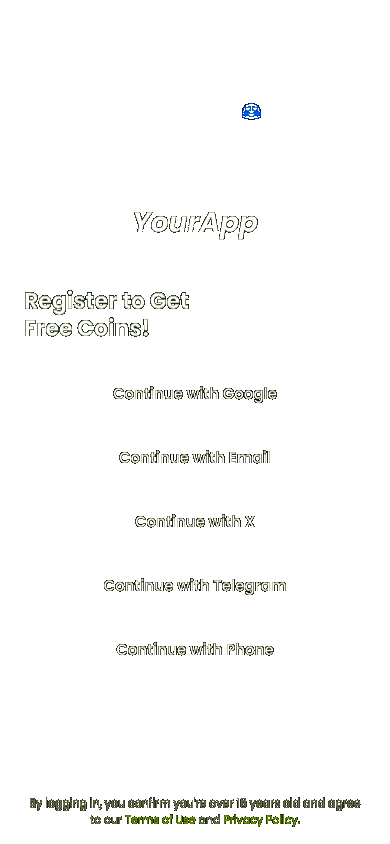 YourApp
Register to Get
Free Coins!
Continue with Google
Continue with Email
Continue with X
Continue with Telegram
Continue with Phone
By logging in, you confirm you're over 18 years old and agree
to our Terms of Use and Privacy Policy.